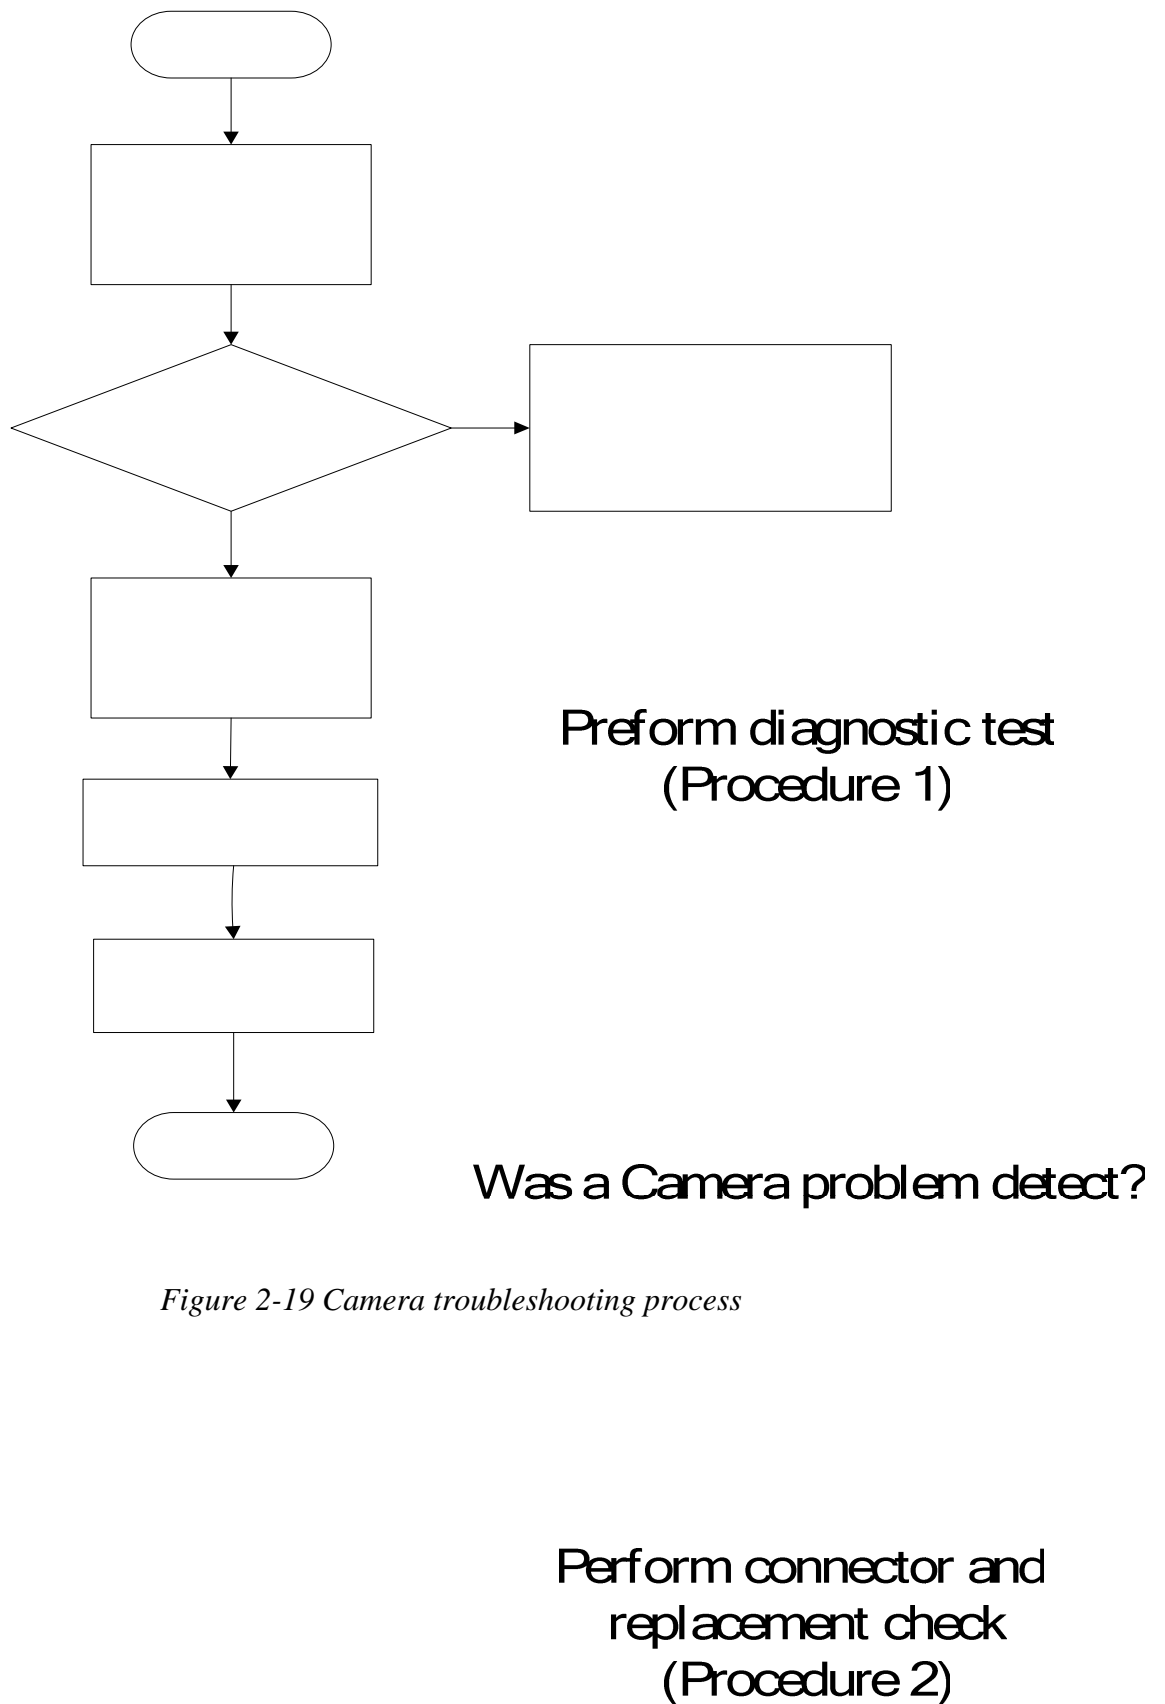 Preform diagnostic test
(Procedure 1)
Was a Camera problem detect?
Figure 2-19 Camera troubleshooting process
Perform connector and
replacement check
(Procedure 2)